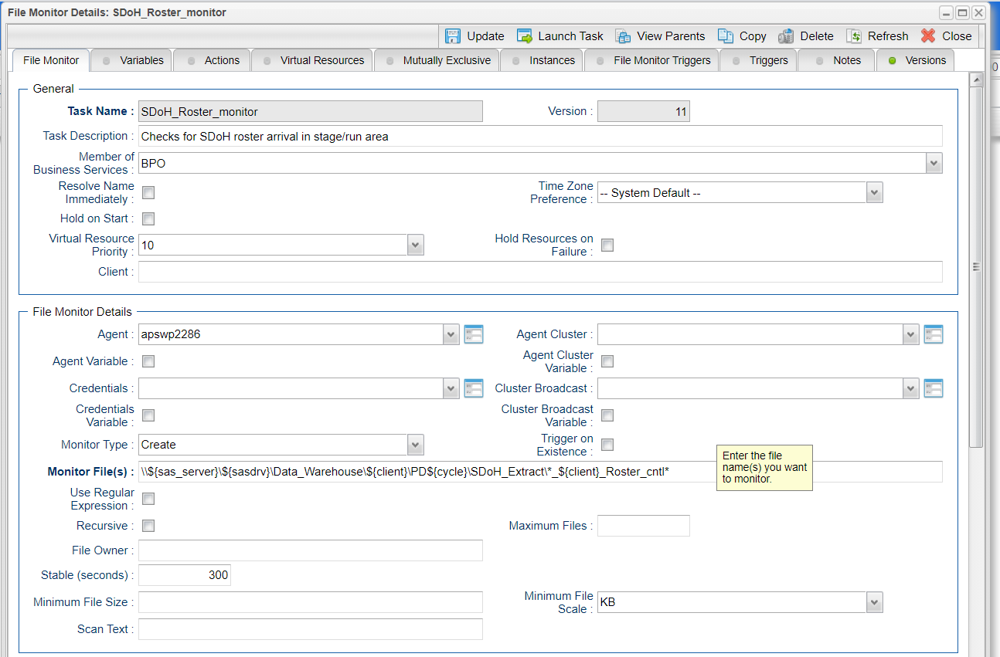 File Monitor Details: SDoH_Roster_monitor
Update Launch Task View Parents Copy Delete Refresh Close
File Monitor Variables Actions Virtual Resources Mutually Exclusive Instances File Monitor Triggers Triggers Notes Versions
General
Task Name : SDoH_Roster_monitor Version : 11
Task Description : Checks for SDoH roster arrival in stage/run area
Member of
Business Services : BPO
Resolve Name
Immediately :
Time Zone
Preference : -- System Default --
Hold on Start :
Virtual Resource
Priority : 10
Hold Resources on
Failure :
Client :
File Monitor Details
Agent : apswp2286 Agent Cluster :
Agent Variable :
Agent Cluster
Variable :
Credentials : Cluster Broadcast :
Credentials
Variable :
Cluster Broadcast
Variable :
Monitor Type : Create
Trigger on
Existence :
Monitor File(s) : \\${sas_server}\${sasdrv}\Data_Warehouse\${client}\PD${cycle}\SDoH_Extract\*_${client}_Roster_cntl*
Enter the file
name(s) you want
to monitor.
Use Regular
Expression :
Recursive : Maximum Files :
File Owner :
Stable (seconds) : 300
Minimum File Size :
Minimum File
Scale : KB
Scan Text :